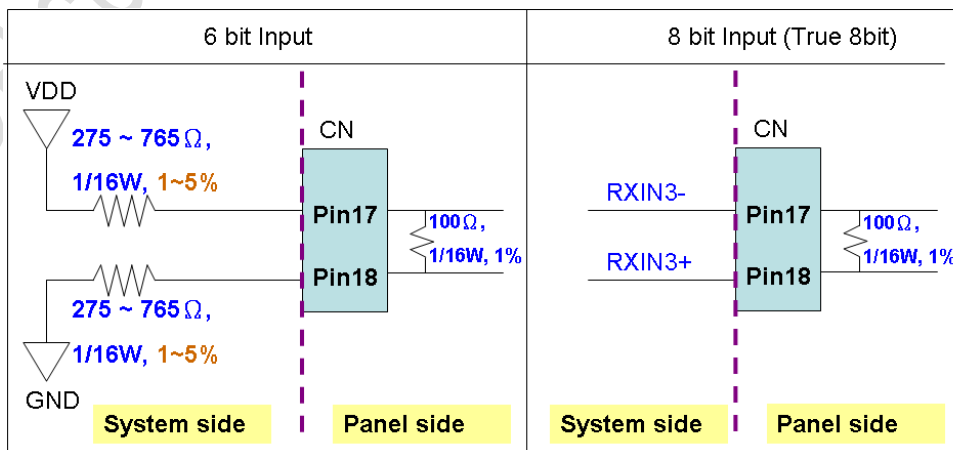 6 bit Input
8 bit Input (True 8bit)
VDD
275 ~ 765Ω,
1/16W, 1~5%
CN
Pin17
Pin18
100Ω,
1/16W, 1%
275 ~ 765Ω,
1/16W, 1~5%
GND
System side
Panel side
CN
RXIN3-
RXIN3+
Pin17
Pin18
100Ω,
1/16W, 1%
System side
Panel side